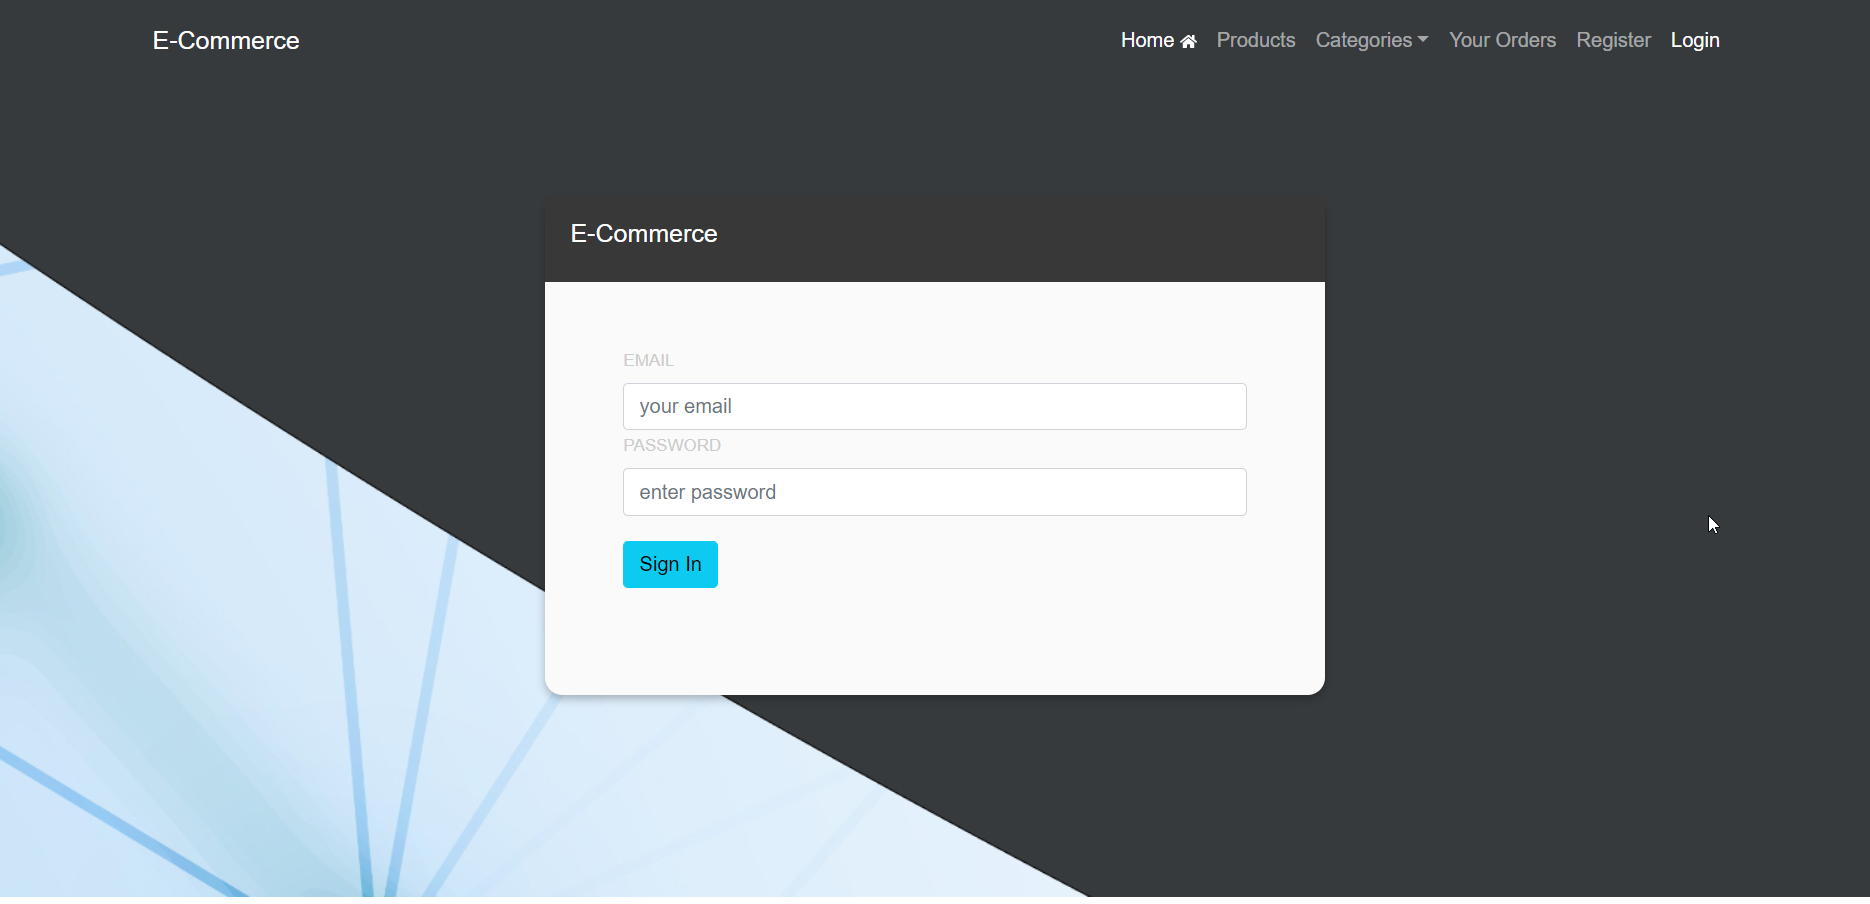 E-Commerce
Home Products Categories Your Orders Register Login
E-Commerce
EMAIL
your email
PASSWORD
enter password
Sign In